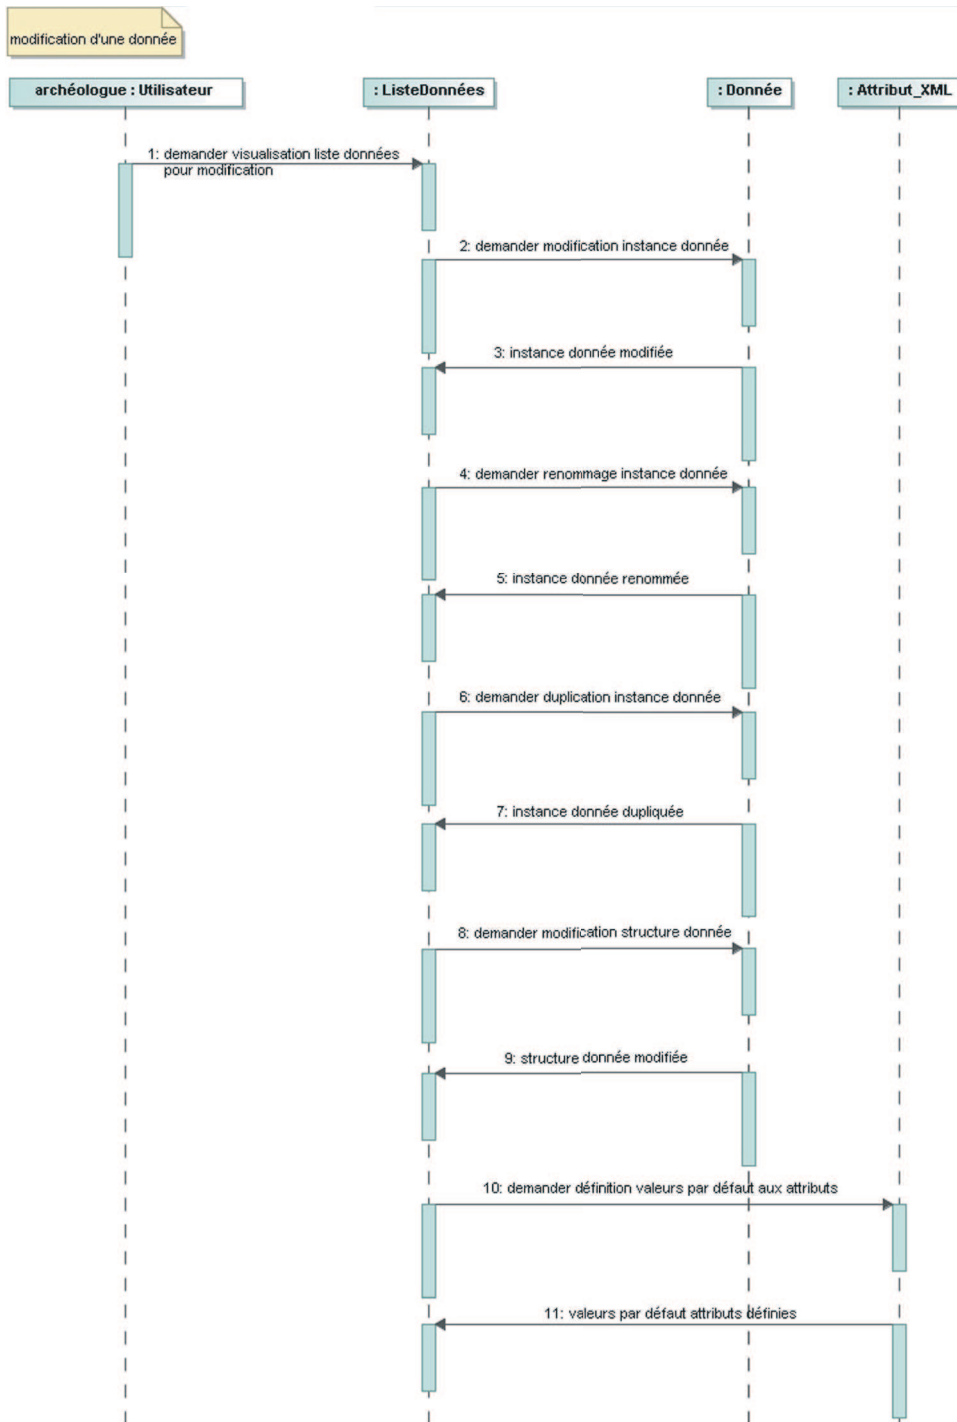 modification d'une donnée
archéologue : Utilisateur
: ListeDonnées
: Donnée
: Attribut_XML
1: demander visualisation liste données
pour modification
2: demander modification instance donnée
3: instance donnée modifiée
4: demander renommage instance donnée
5: instance donnée renommée
6: demander duplication instance donnée
7: instance donnée dupliquée
8: demander modification structure donnée
9: structure donnée modifiée
10: demander définition valeurs par défaut aux attributs
11: valeurs par défaut attributs définies